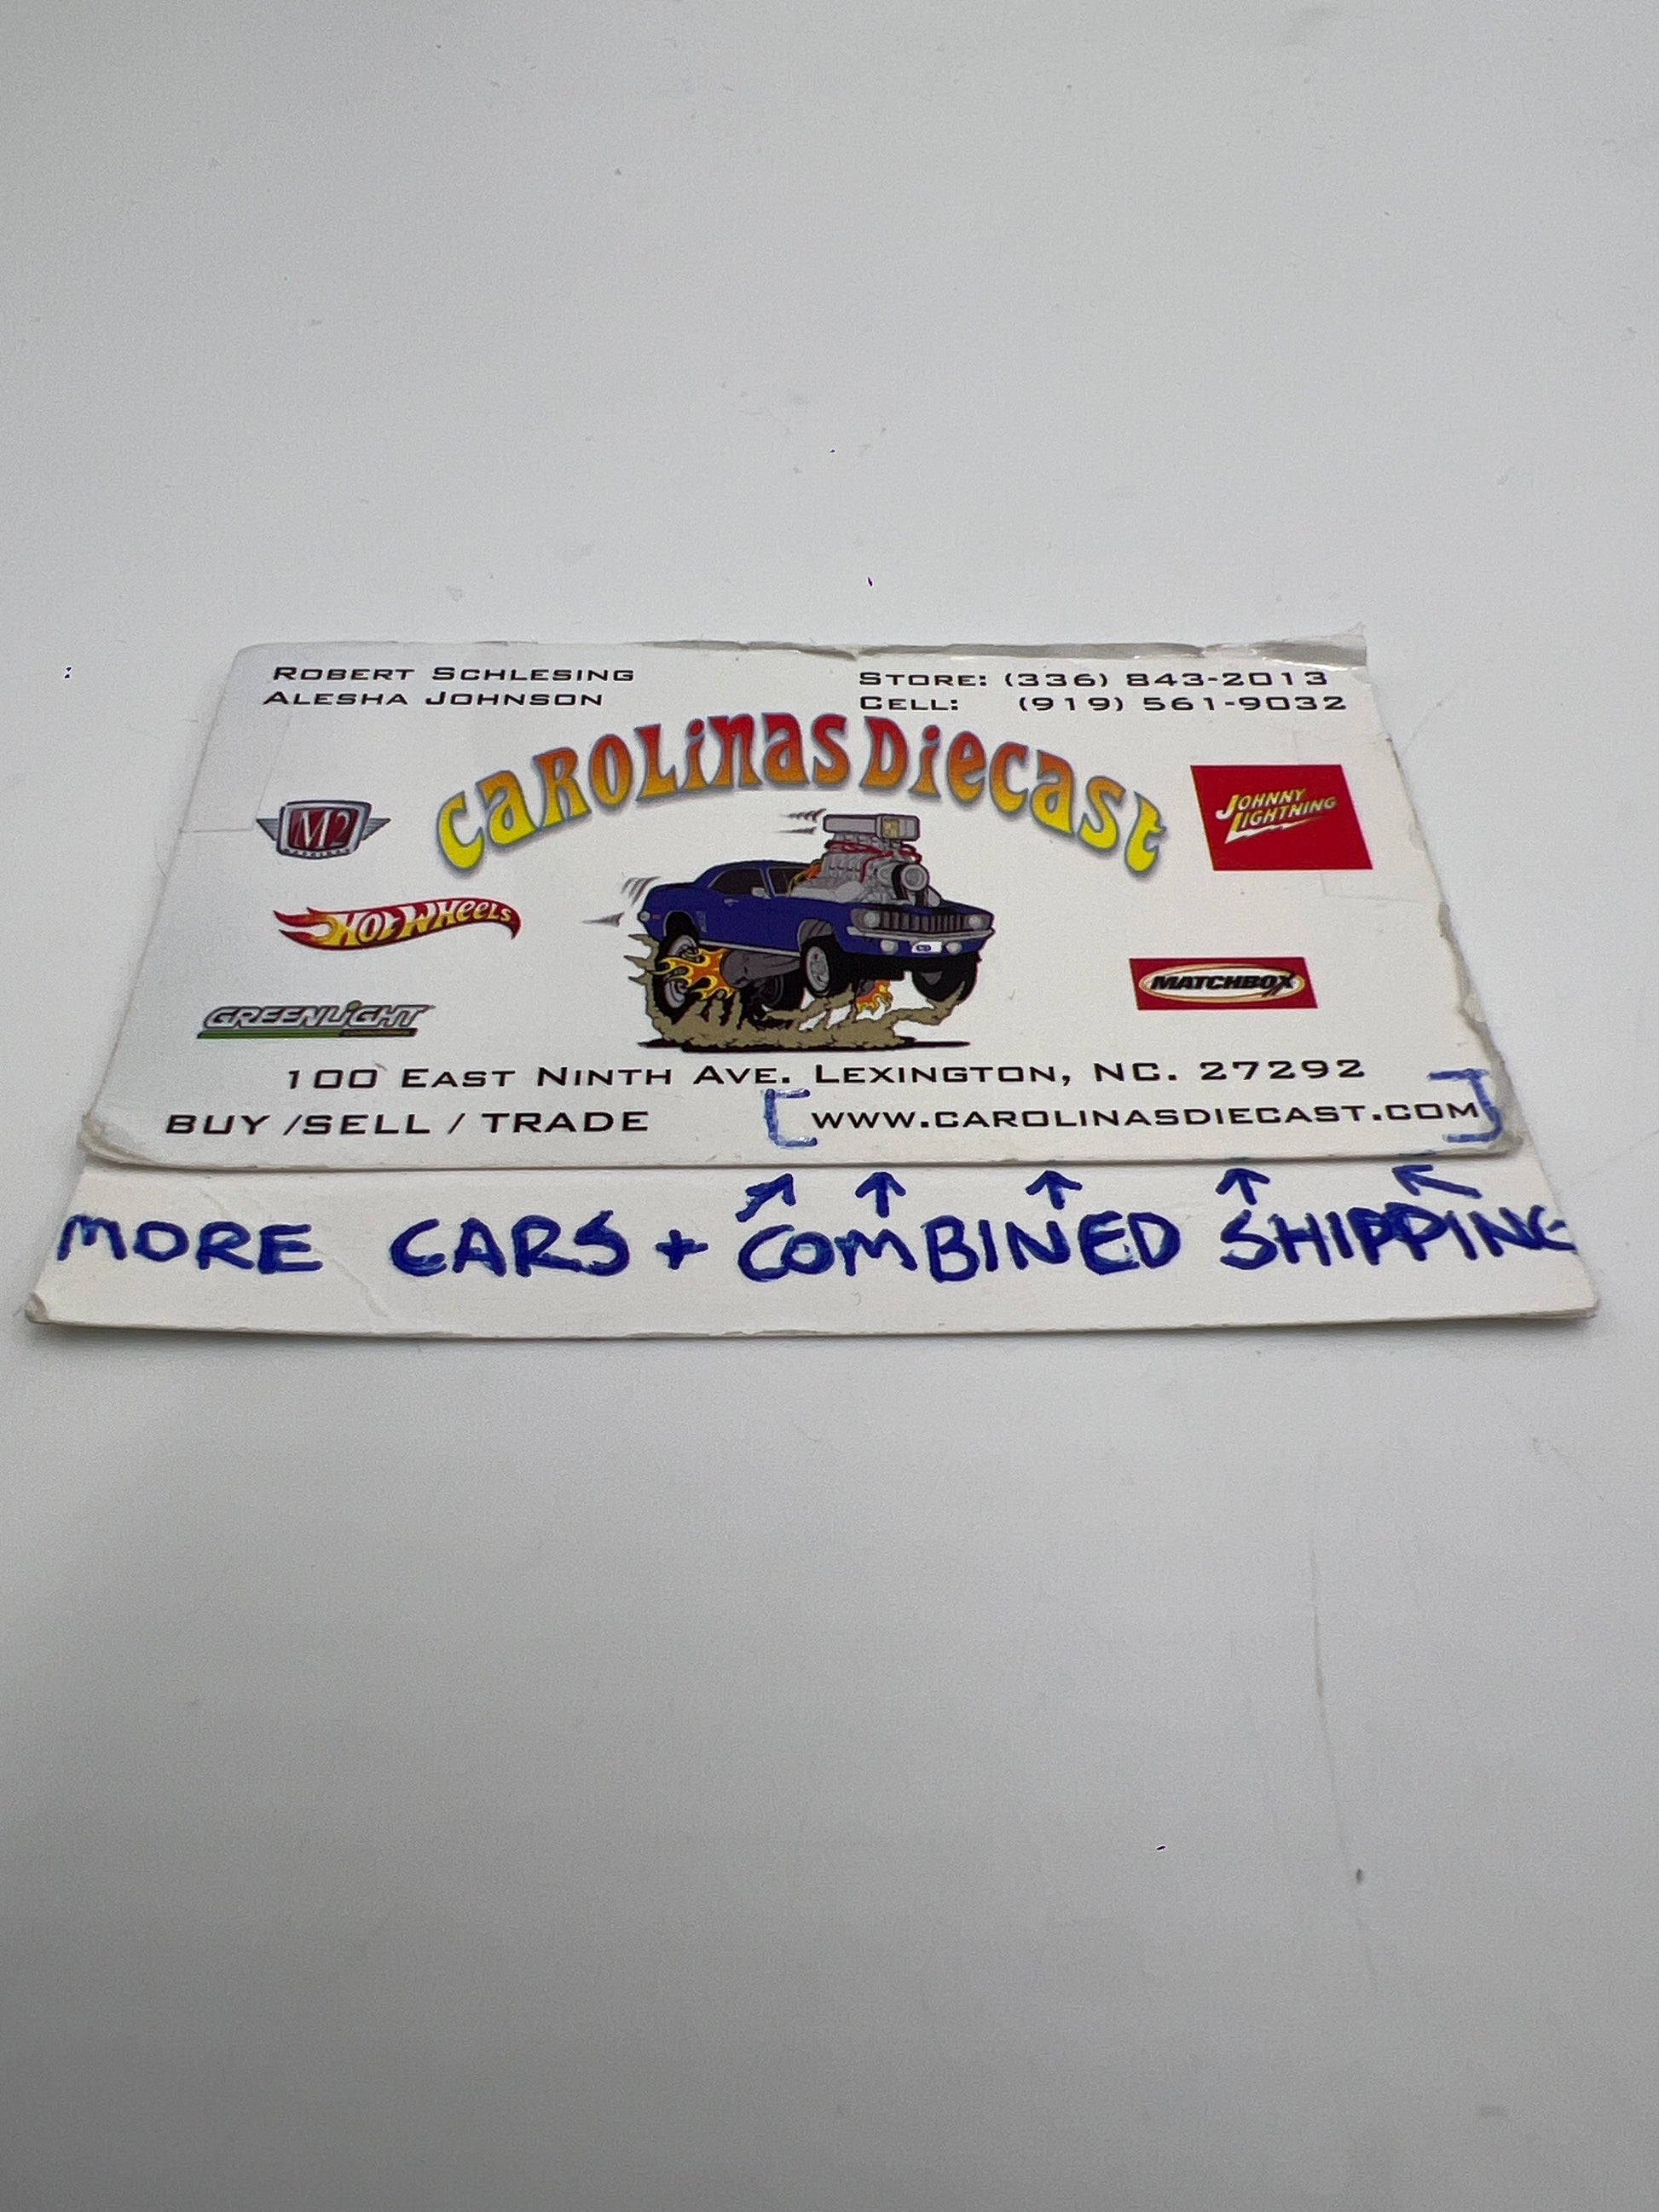 ROBERT SCHLESING
ALESHA JOHNSON
STORE: (336) 843-2013
CELL: (919) 561-9032
CAROLINAS DIECAST
M2
JOHNNY LIGHTNING
HOT WHEELS
MATCHBOX
GREENLIGHT
100 EAST NINTH AVE. LEXINGTON, NC. 27292
BUY /SELL / TRADE
[WWW.CAROLINASDIECAST.COM]
MORE CARS + COMBINED SHIPPING